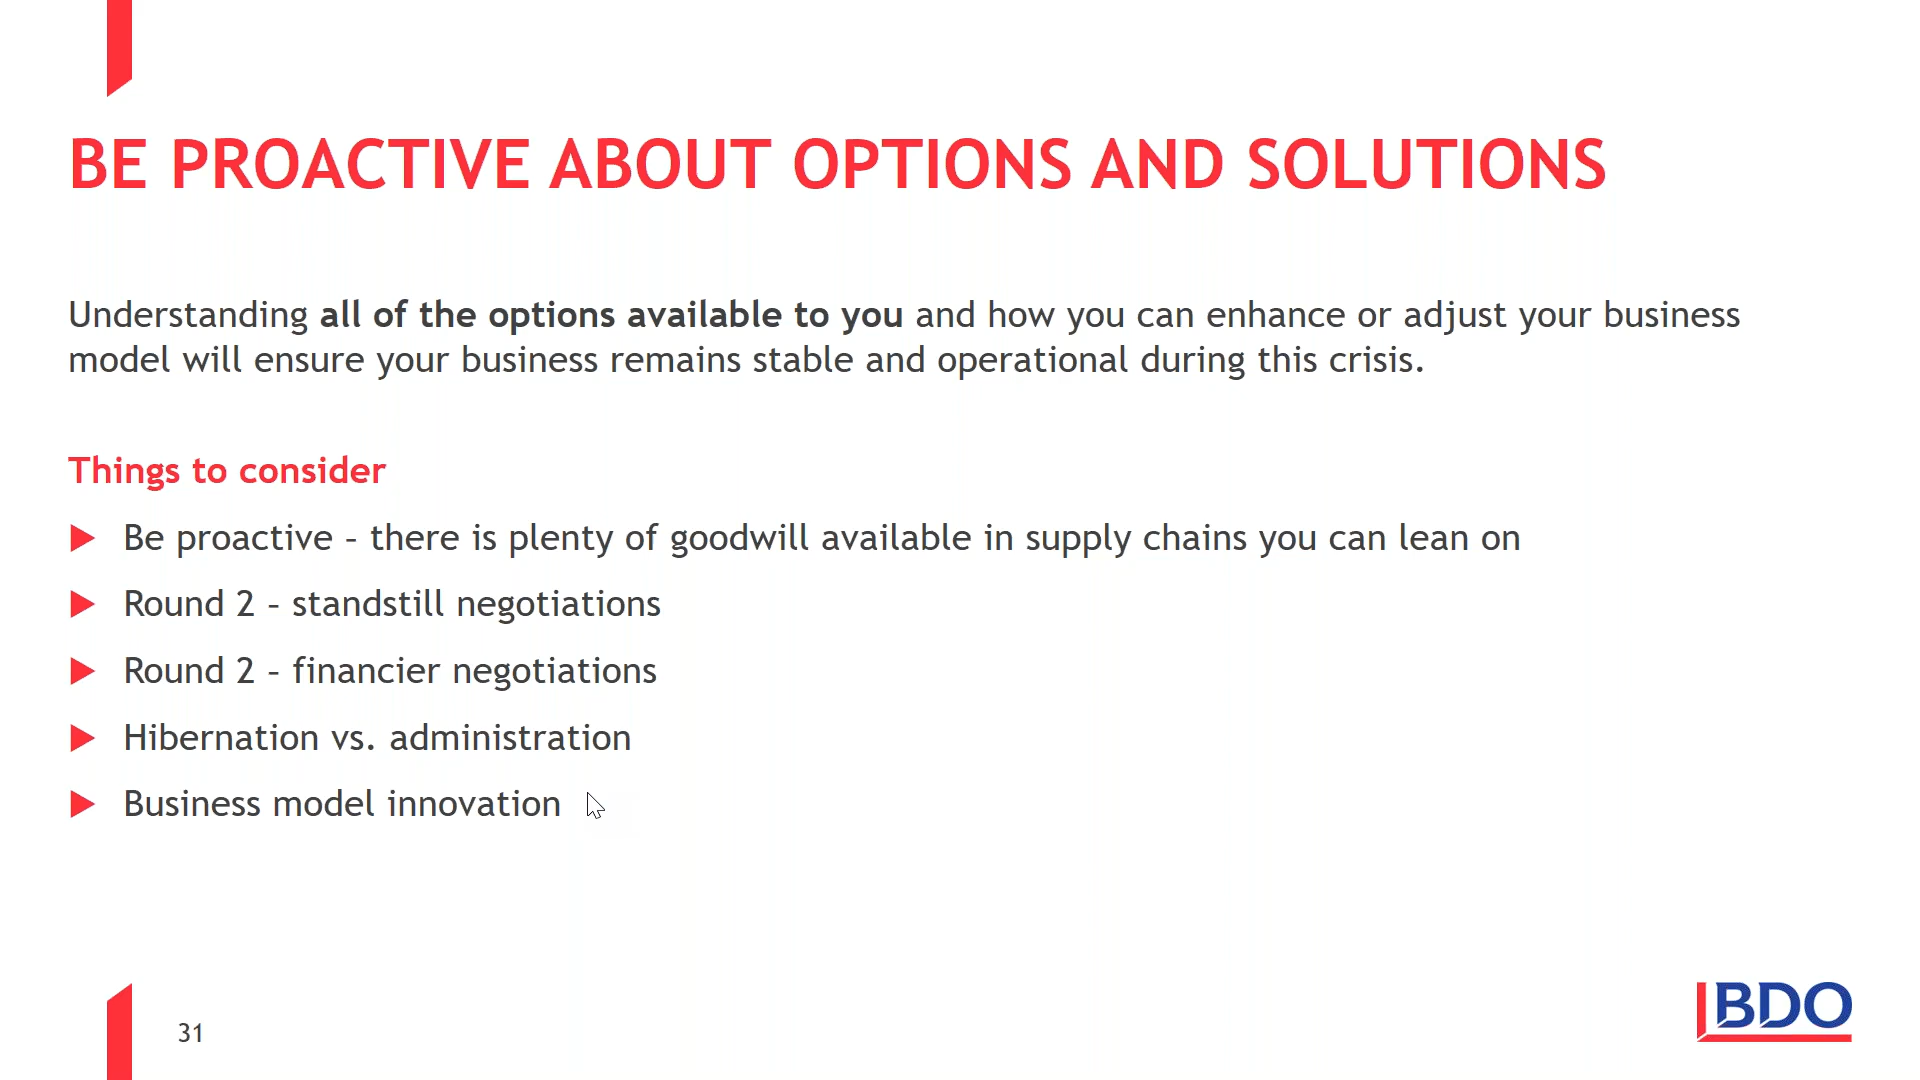 BE PROACTIVE ABOUT OPTIONS AND SOLUTIONS
Understanding all of the options available to you and how you can enhance or adjust your business
model will ensure your business remains stable and operational during this crisis.
Things to consider
Be proactive – there is plenty of goodwill available in supply chains you can lean on
Round 2 – standstill negotiations
Round 2 – financier negotiations
Hibernation vs. administration
Business model innovation
31
BDO